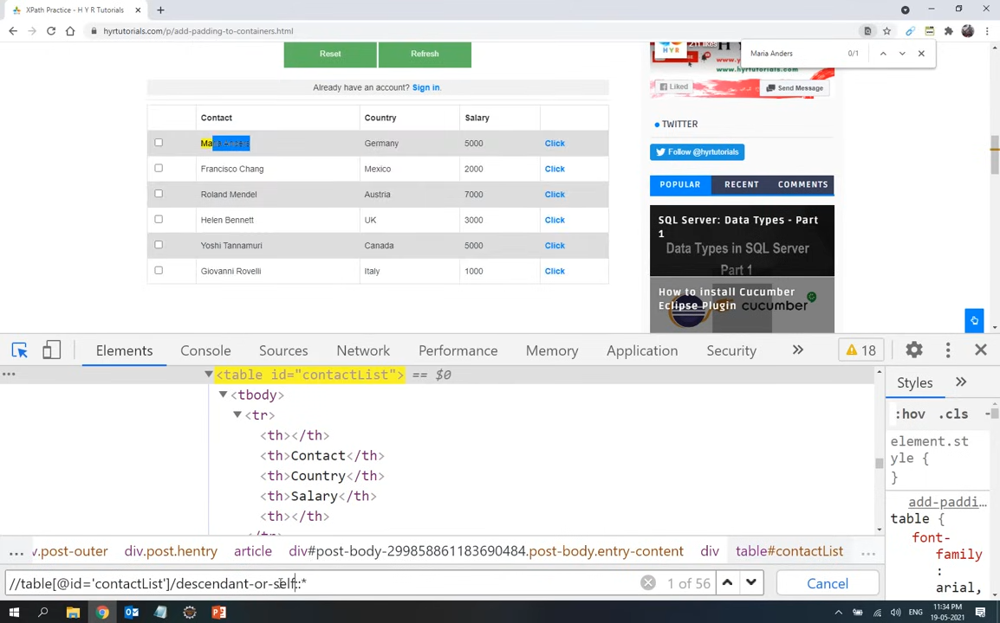 XPath Practice - H Y R Tutorials
hyrtutorials.com/p/add-padding-to-containers.html
Maria Anders 0/1
Reset Refresh
Already have an account? Sign in.
Contact Country Salary
Germany 5000 Click
Francisco Chang Mexico 2000 Click
Roland Mendel Austria 7000 Click
Helen Bennett UK 3000 Click
Yoshi Tannamuri Canada 5000 Click
Giovanni Rovelli Italy 1000 Click
HYR
www.hyrtutorials.com
Liked Send Message
TWITTER
Follow @hyrtutorials
POPULAR RECENT COMMENTS
SQL Server: Data Types - Part 1
Data Types in SQL Server
Part 1
How to install Cucumber
Eclipse Plugin cucumber
Elements Console Sources Network Performance Memory Application Security » 18
<table id="contactList"> == $0
<tbody>
<tr>
<th></th>
<th>Contact</th>
<th>Country</th>
<th>Salary</th>
<th></th>
Styles »
:hov .cls
element.st
yle {
}
add-paddi…
table {
font-
family
:
arial,
... v.post-outer div.post.hentry article div#post-body-299858861183690484.post-body.entry-content div table#contactList ...
//table[@id='contactList']/descendant-or-self::* 1 of 56 Cancel
ENG 11:34 PM
19-05-2021